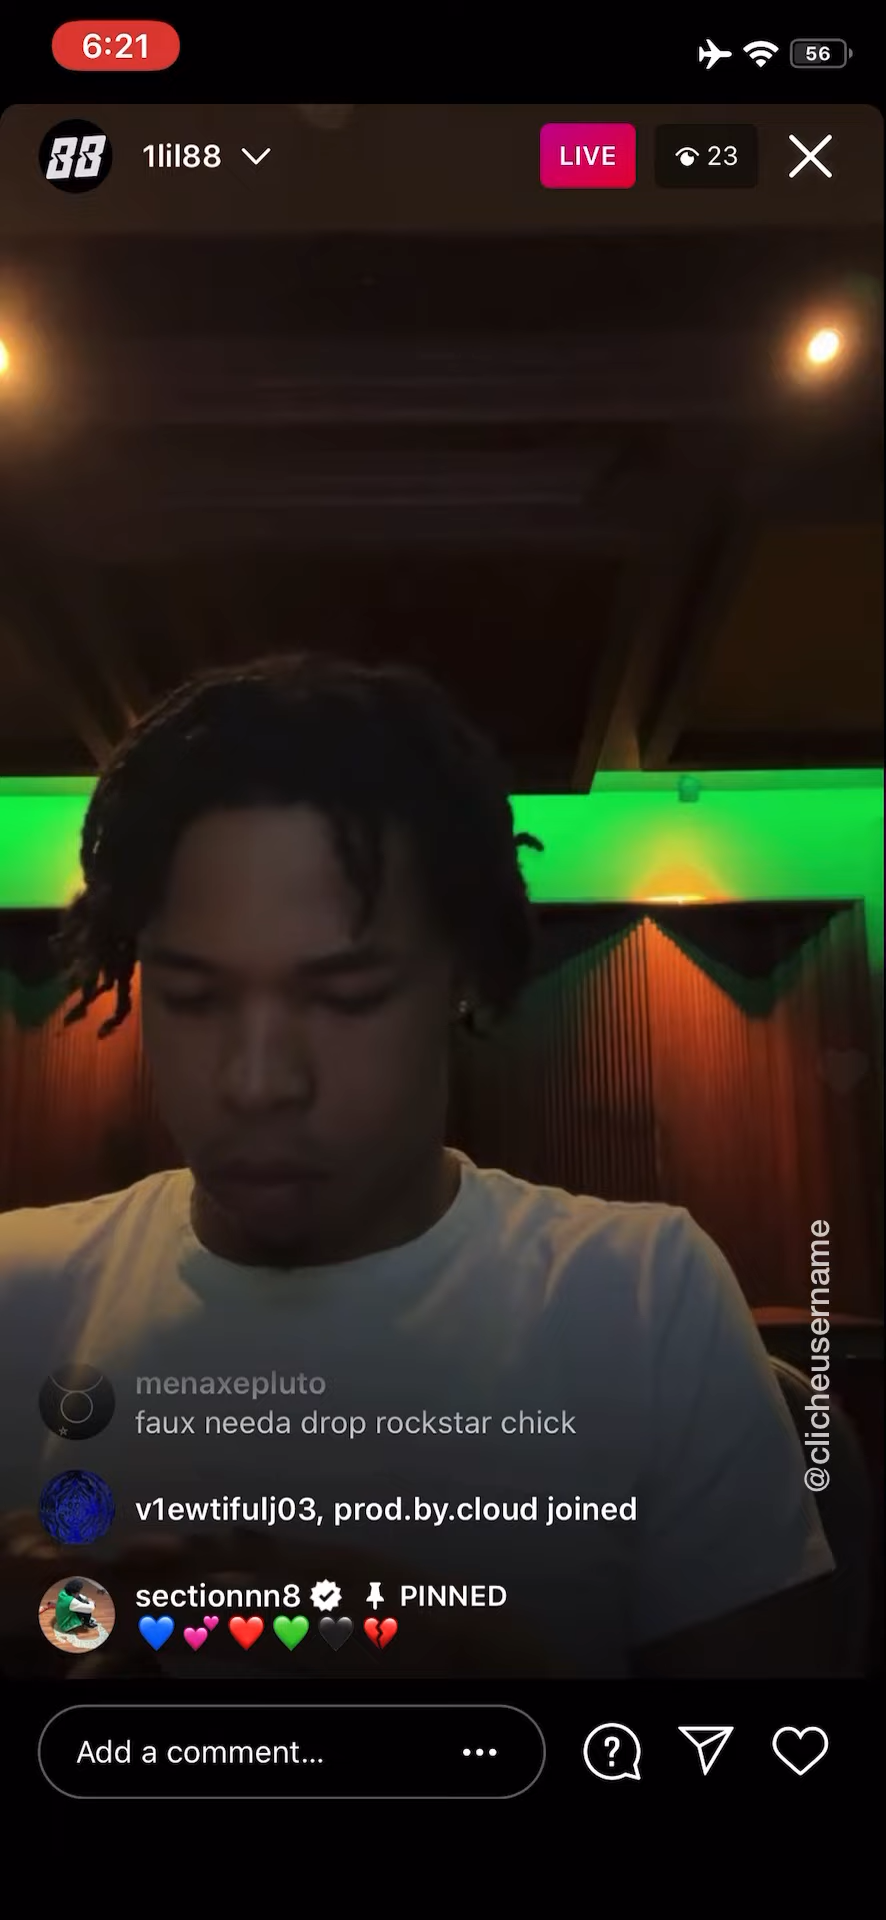 6:21
56
88
1lil88
LIVE
23
@clicheusername
menaxepluto
faux needa drop rockstar chick
v1ewtifulj03, prod.by.cloud joined
sectionnn8 PINNED
💙💕❤️💚🖤💔
Add a comment...